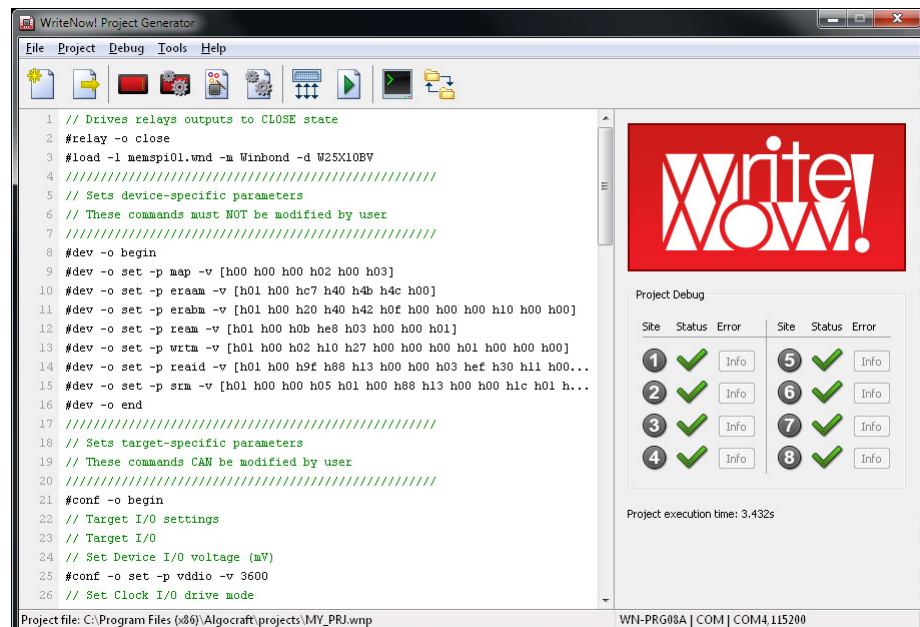 WriteNow! Project Generator
File Project Debug Tools Help
1 // Drives relays outputs to CLOSE state
2 #relay -o close
3 #load -l memspi01.wnd -m Winbond -d W25X10BV
4 /////////////////////////////////////////////////////
5 // Sets device-specific parameters
6 // These commands must NOT be modified by user
7 /////////////////////////////////////////////////////
8 #dev -o begin
9 #dev -o set -p map -v [h00 h00 h00 h02 h00 h03]
10 #dev -o set -p eraam -v [h01 h00 hc7 h40 h4b h4c h00]
11 #dev -o set -p erabm -v [h01 h00 h20 h40 h42 h0f h00 h00 h00 h10 h00 h00]
12 #dev -o set -p ream -v [h01 h00 h0b he8 h03 h00 h00 h01]
13 #dev -o set -p wrtm -v [h01 h00 h02 h10 h27 h00 h00 h00 h01 h00 h00 h00]
14 #dev -o set -p reaid -v [h01 h00 h9f h88 h13 h00 h00 h03 hef h30 h11 h00...
15 #dev -o set -p srm -v [h01 h00 h00 h05 h01 h00 h88 h13 h00 h00 h1c h01 h...
16 #dev -o end
17 /////////////////////////////////////////////////////
18 // Sets target-specific parameters
19 // These commands CAN be modified by user
20 /////////////////////////////////////////////////////
21 #conf -o begin
22 // Target I/O settings
23 // Target I/O
24 // Set Device I/O voltage (mV)
25 #conf -o set -p vddio -v 3600
26 // Set Clock I/O drive mode
Write
Now!
Project Debug
Site Status Error Site Status Error
1 Info 5 Info
2 Info 6 Info
3 Info 7 Info
4 Info 8 Info
Project execution time: 3.432s
Project file: C:\Program Files (x86)\Algocraft\projects\MY_PRJ.wnp
WN-PRG08A | COM | COM4,115200